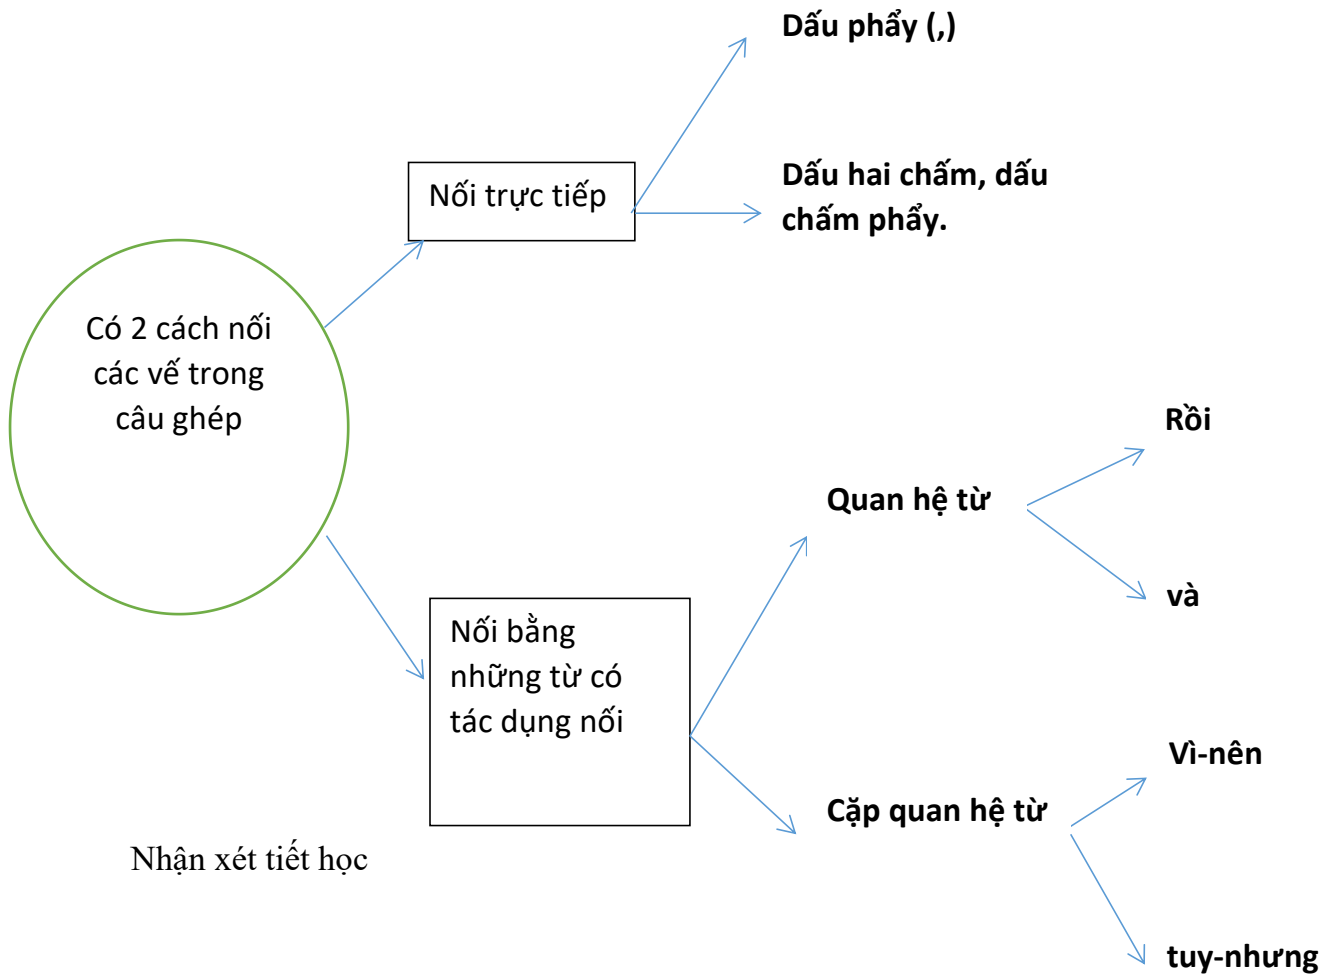 Dấu phẩy (,)
Nối trực tiếp
Dấu hai chấm, dấu
chấm phẩy.
Có 2 cách nối
các vế trong
câu ghép
Rồi
Quan hệ từ
và
Nối bằng
những từ có
tác dụng nối
Vì-nên
Cặp quan hệ từ
Nhận xét tiết học
tuy-nhưng